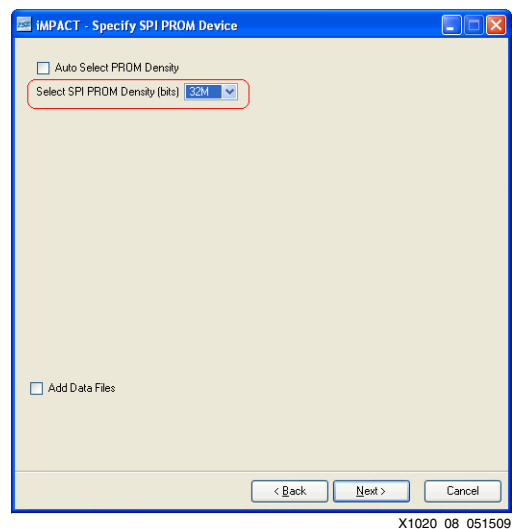 iMPACT - Specify SPI PROM Device
Auto Select PROM Density
Select SPI PROM Density (bits) 32M
Add Data Files
< Back Next > Cancel
X1020_08_051509